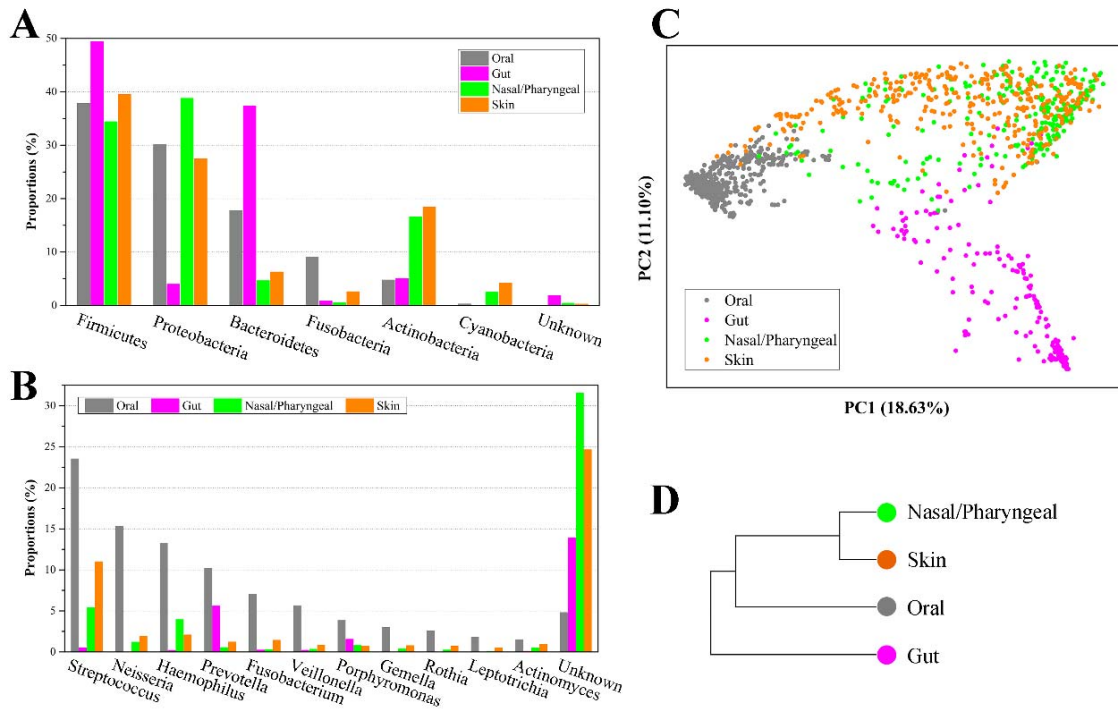 A
Proportions (%)
50
40
30
20
10
0
Oral
Gut
Nasal/Pharyngeal
Skin
Firmicutes
Proteobacteria
Bacteroidetes
Fusobacteria
Actinobacteria
Cyanobacteria
Unknown
B
Proportions (%)
30
25
20
15
10
5
0
Oral Gut Nasal/Pharyngeal Skin
Streptococcus
Neisseria
Haemophilus
Prevotella
Fusobacterium
Veillonella
Porphyromonas
Gemella
Rothia
Leptotrichia
Actinomyces
Unknown
C
PC2 (11.10%)
Oral
Gut
Nasal/Pharyngeal
Skin
PC1 (18.63%)
D
Nasal/Pharyngeal
Skin
Oral
Gut